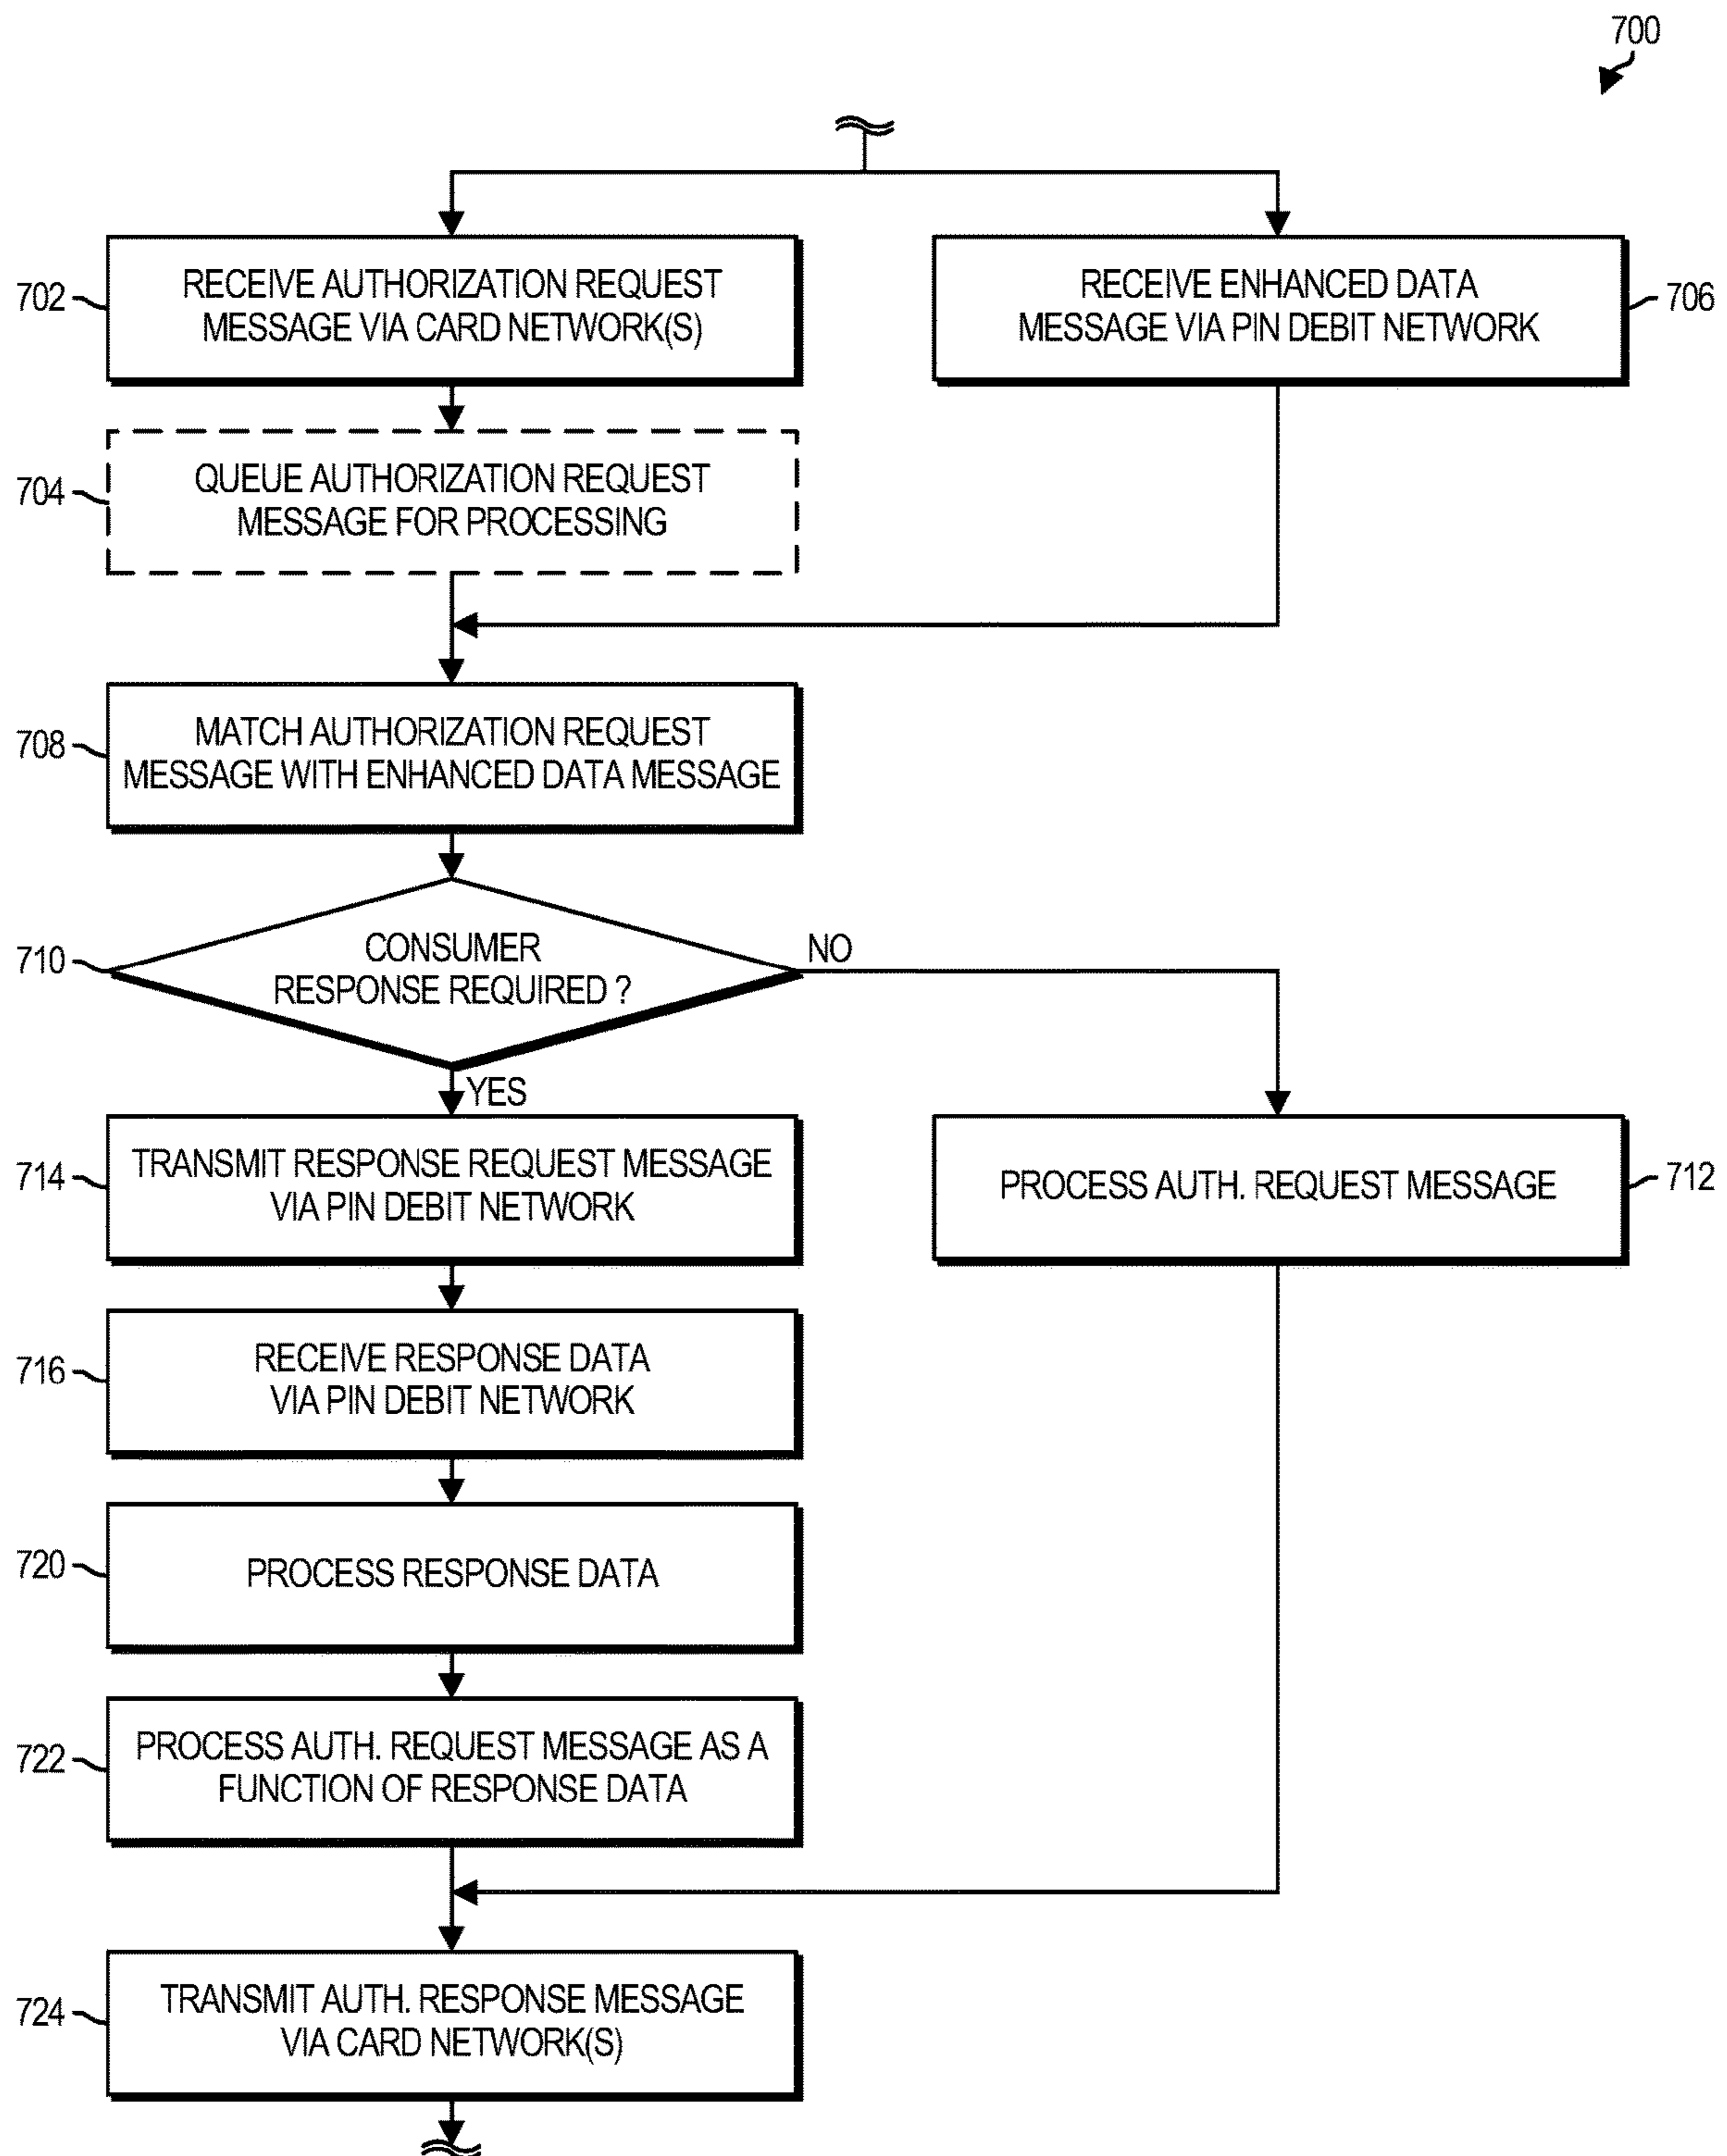 700
702
RECEIVE AUTHORIZATION REQUEST
MESSAGE VIA CARD NETWORK(S)
RECEIVE ENHANCED DATA
MESSAGE VIA PIN DEBIT NETWORK
706
704
QUEUE AUTHORIZATION REQUEST
MESSAGE FOR PROCESSING
708
MATCH AUTHORIZATION REQUEST
MESSAGE WITH ENHANCED DATA MESSAGE
710
CONSUMER
RESPONSE REQUIRED ?
NO
YES
714
TRANSMIT RESPONSE REQUEST MESSAGE
VIA PIN DEBIT NETWORK
PROCESS AUTH. REQUEST MESSAGE
712
716
RECEIVE RESPONSE DATA
VIA PIN DEBIT NETWORK
720
PROCESS RESPONSE DATA
722
PROCESS AUTH. REQUEST MESSAGE AS A
FUNCTION OF RESPONSE DATA
724
TRANSMIT AUTH. RESPONSE MESSAGE
VIA CARD NETWORK(S)